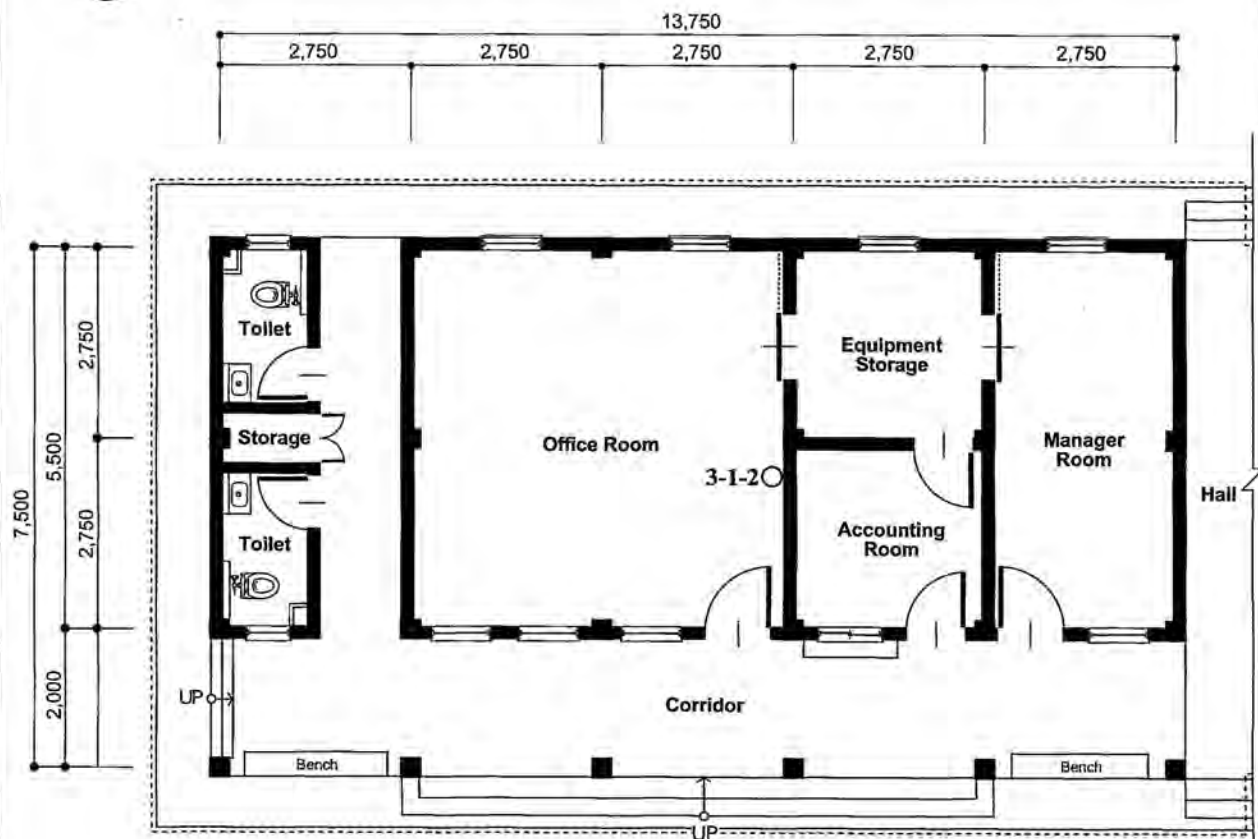 13,750
2,750
2,750
2,750
2,750
2,750
2,750
5,500
2,750
7,500
2,000
Toilet
Storage
Toilet
Office Room
3-1-2
Equipment
Storage
Accounting
Room
Manager
Room
Hall
UP
Corridor
Bench
Bench
UP